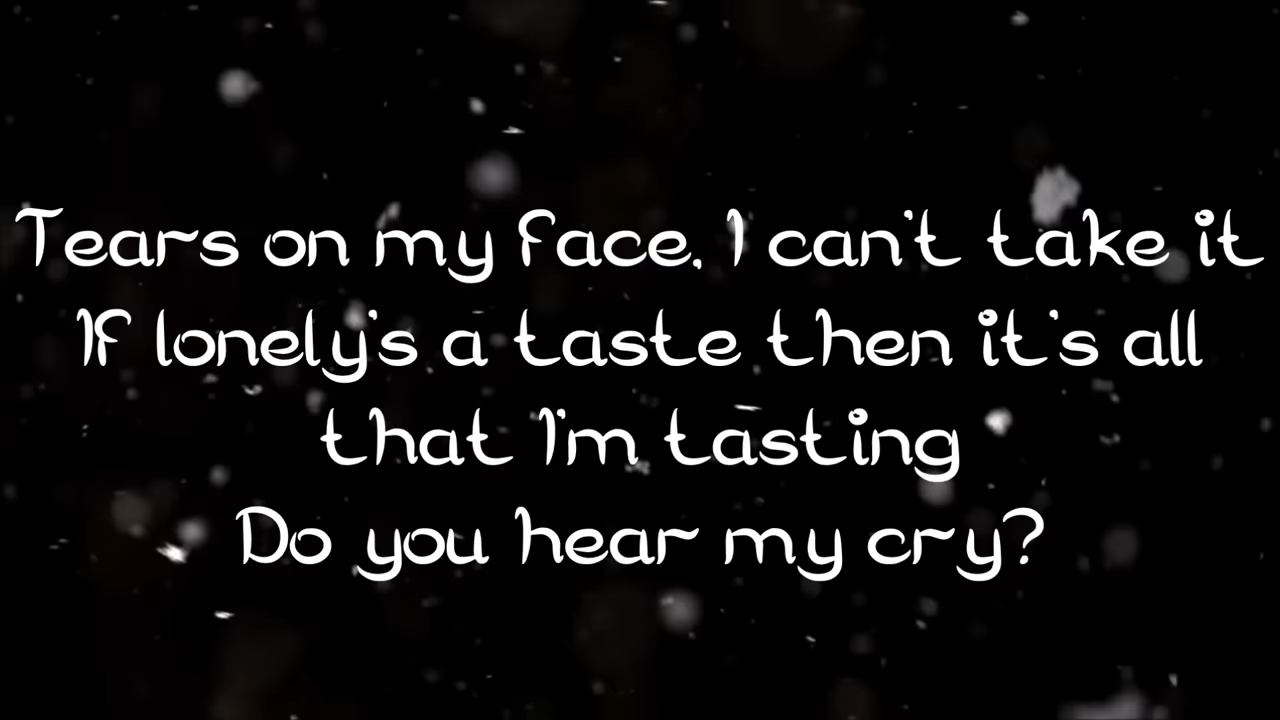 Tears on my face, I can't take it
If lonely's a taste then it's all
that I'm tasting
Do you hear my cry?